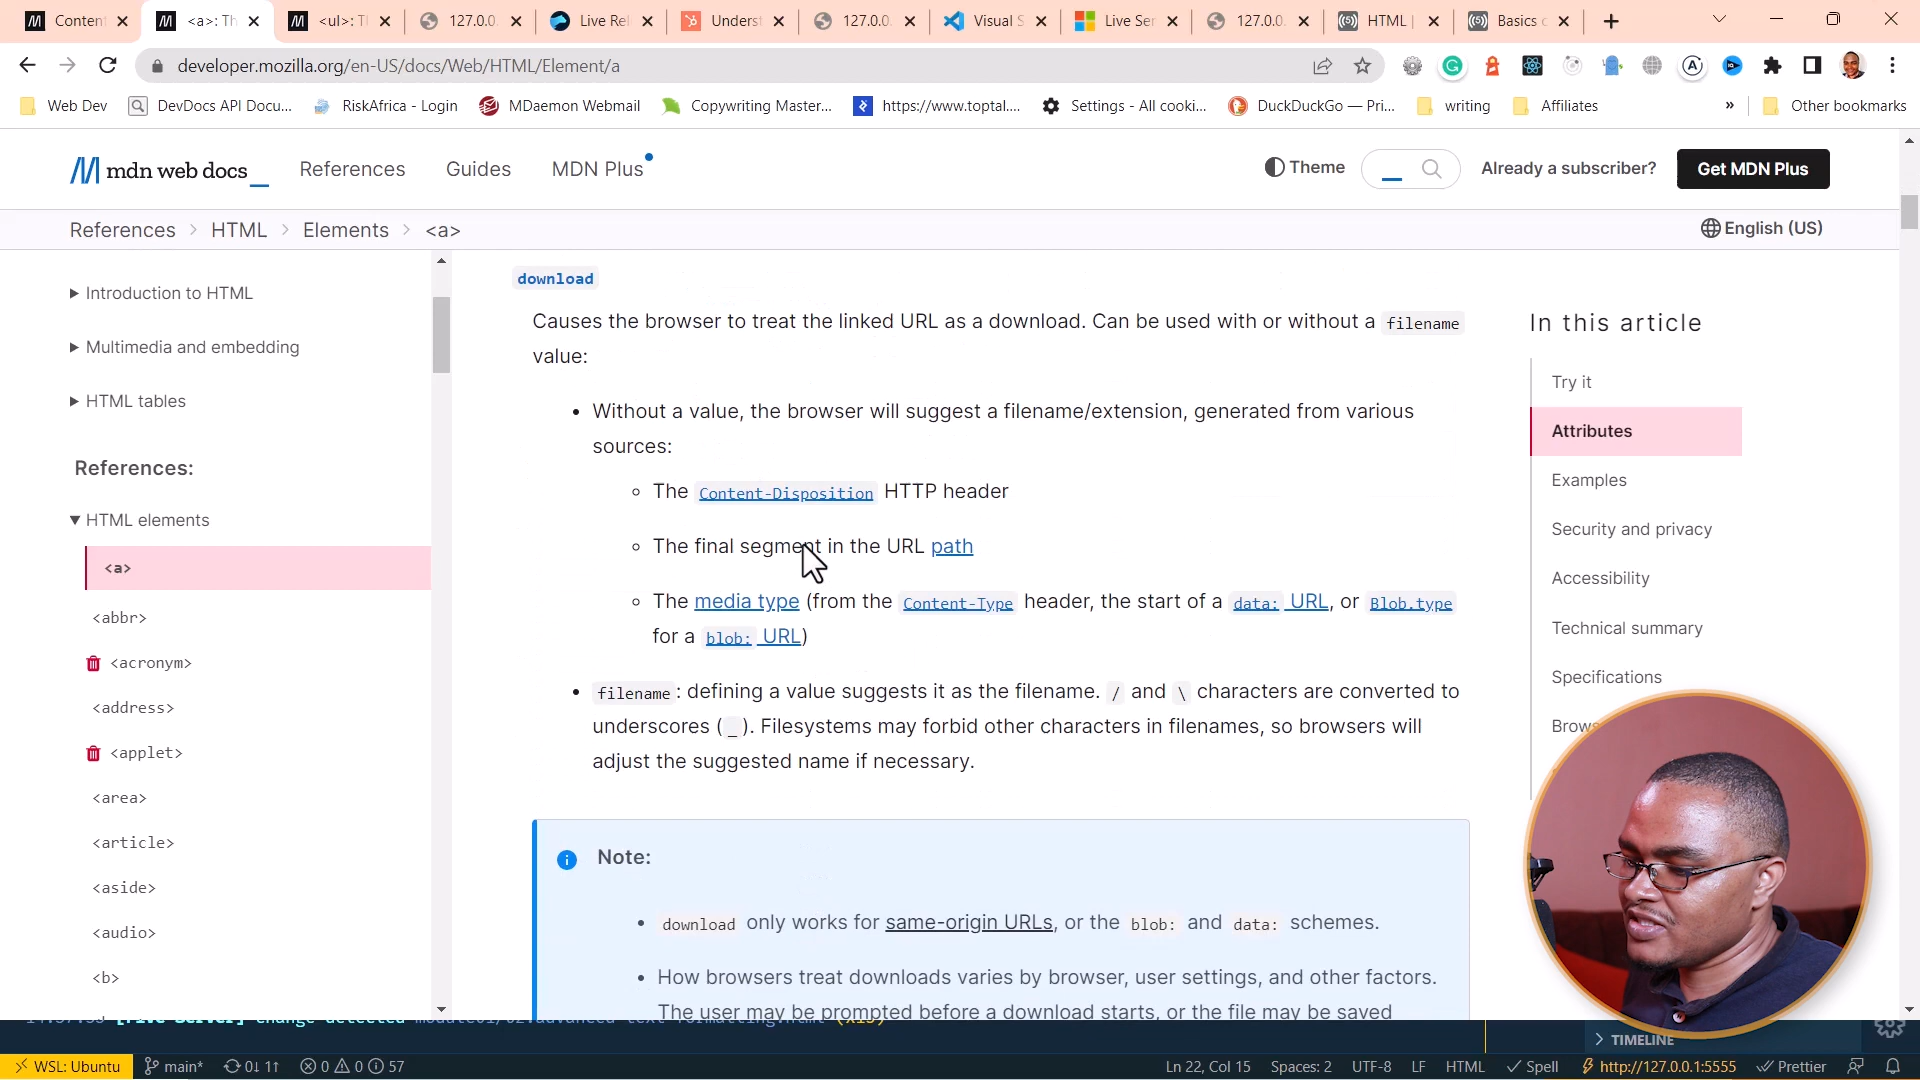 Content
<a>: Th
<ul>: T
127.0.0
Live Rel
Underst
127.0.0.
Visual S
Live Ser
127.0.0.
HTML |
Basics o
developer.mozilla.org/en-US/docs/Web/HTML/Element/a
Web Dev
DevDocs API Docu...
RiskAfrica - Login
MDaemon Webmail
Copywriting Master...
https://www.toptal....
Settings - All cooki...
DuckDuckGo — Pri...
writing
Affiliates
»
Other bookmarks
mdn web docs_
References
Guides
MDN Plus
Theme
Already a subscriber?
Get MDN Plus
References > HTML > Elements > <a>
English (US)
Introduction to HTML
Multimedia and embedding
HTML tables
References:
HTML elements
<a>
<abbr>
<acronym>
<address>
<applet>
<area>
<article>
<aside>
<audio>
<b>
download
Causes the browser to treat the linked URL as a download. Can be used with or without a filename
value:
• Without a value, the browser will suggest a filename/extension, generated from various
sources:
The Content-Disposition HTTP header
The final segment in the URL path
The media type (from the Content-Type header, the start of a data: URL, or Blob.type
for a blob: URL)
• filename: defining a value suggests it as the filename. / and \ characters are converted to
underscores (_). Filesystems may forbid other characters in filenames, so browsers will
adjust the suggested name if necessary.
Note:
• download only works for same-origin URLs, or the blob: and data: schemes.
• How browsers treat downloads varies by browser, user settings, and other factors.
The user may be prompted before a download starts, or the file may be saved
In this article
Try it
Attributes
Examples
Security and privacy
Accessibility
Technical summary
Specifications
TIMELINE
WSL: Ubuntu
main*
0↓ 1↑
0 0 57
Ln 22, Col 15
Spaces: 2
UTF-8
LF
HTML
Spell
http://127.0.0.1:5555
Prettier